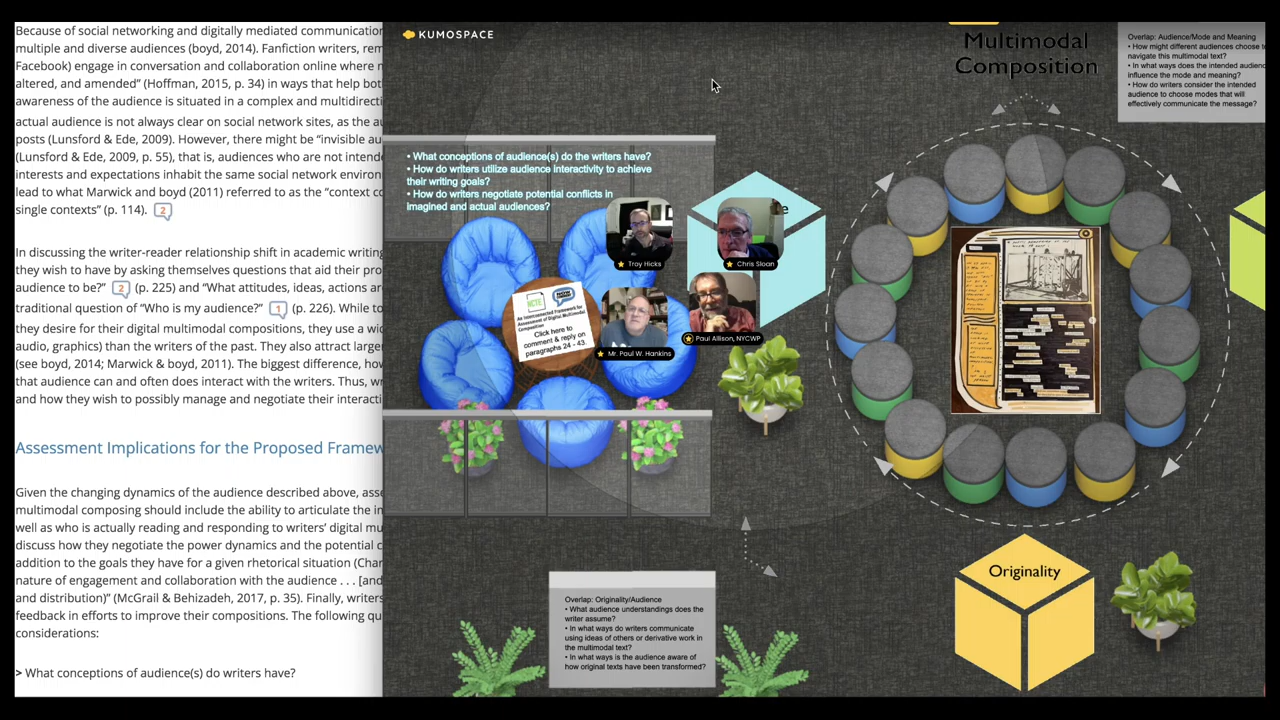 Because of social networking and digitally mediated communication
multiple and diverse audiences (boyd, 2014). Fanfiction writers, rem
Facebook) engage in conversation and collaboration online where m
altered, and amended” (Hoffman, 2015, p. 34) in ways that help bot
awareness of the audience is situated in a complex and multidirecti
actual audience is not always clear on social network sites, as the au
posts (Lunsford & Ede, 2009). However, there might be “invisible au
(Lunsford & Ede, 2009, p. 55), that is, audiences who are not intende
interests and expectations inhabit the same social network environ
lead to what Marwick and boyd (2011) referred to as the “context co
single contexts” (p. 114). 2
In discussing the writer-reader relationship shift in academic writing
they wish to have by asking themselves questions that aid their pro
audience to be?” 2 (p. 225) and “What attitudes, ideas, actions are
traditional question of “Who is my audience?” 1 (p. 226). While to
they desire for their digital multimodal compositions, they use a wid
audio, graphics) than the writers of the past. They also attract large
(see boyd, 2014; Marwick & boyd, 2011). The biggest difference, how
that audience can and often does interact with the writers. Thus, wr
and how they wish to possibly manage and negotiate their interacti
Assessment Implications for the Proposed Framew
Given the changing dynamics of the audience described above, asse
multimodal composing should include the ability to articulate the in
well as who is actually reading and responding to writers’ digital mu
discuss how they negotiate the power dynamics and the potential c
addition to the goals they have for a given rhetorical situation (Char
nature of engagement and collaboration with the audience . . . [and
and distribution)” (McGrail & Behizadeh, 2017, p. 35). Finally, writers
feedback in efforts to improve their compositions. The following qu
considerations:
> What conceptions of audience(s) do writers have?
KUMOSPACE
• What conceptions of audience(s) do the writers have?
• How do writers utilize audience interactivity to achieve
their writing goals?
• How do writers negotiate potential conflicts in
imagined and actual audiences?
Troy Hicks
Chris Sloan
Mr. Paul W. Hankins
Paul Allison, NYCWP
NCTE
An Interconnected Framework for
Assessment of Digital Multimodal
Composition
Click here to
comment & reply on
paragraphs 24 - 43.
Multimodal
Composition
Overlap: Audience/Mode and Meaning
• How might different audiences choose t
navigate this multimodal text?
• In what ways does the intended audienc
influence the mode and meaning?
• How do writers consider the intended
audience to choose modes that will
effectively communicate the message?
Originality
Overlap: Originality/Audience
• What audience understandings does the
writer assume?
• In what ways do writers communicate
using ideas of others or derivative work in
the multimodal text?
• In what ways is the audience aware of
how original texts have been transformed?